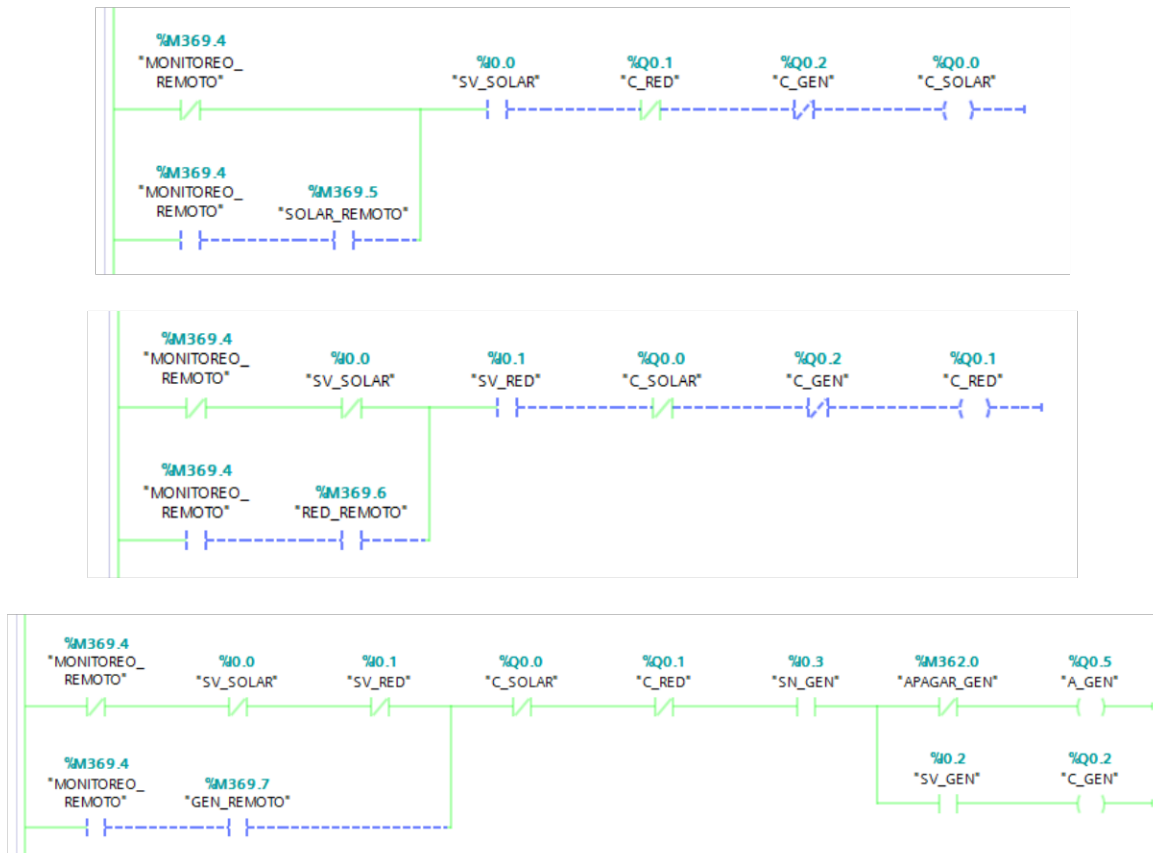 %M369.4
"MONITOREO_
REMOTO"
%I0.0
"SV_SOLAR"
%Q0.1
"C_RED"
%Q0.2
"C_GEN"
%Q0.0
"C_SOLAR"
%M369.4
"MONITOREO_
REMOTO"
%M369.5
"SOLAR_REMOTO"
%M369.4
"MONITOREO_
REMOTO"
%I0.0
"SV_SOLAR"
%I0.1
"SV_RED"
%Q0.0
"C_SOLAR"
%Q0.2
"C_GEN"
%Q0.1
"C_RED"
%M369.4
"MONITOREO_
REMOTO"
%M369.6
"RED_REMOTO"
%M369.4
"MONITOREO_
REMOTO"
%I0.0
"SV_SOLAR"
%I0.1
"SV_RED"
%Q0.0
"C_SOLAR"
%Q0.1
"C_RED"
%I0.3
"SN_GEN"
%M362.0
"APAGAR_GEN"
%Q0.5
"A_GEN"
%M369.4
"MONITOREO_
REMOTO"
%M369.7
"GEN_REMOTO"
%I0.2
"SV_GEN"
%Q0.2
"C_GEN"